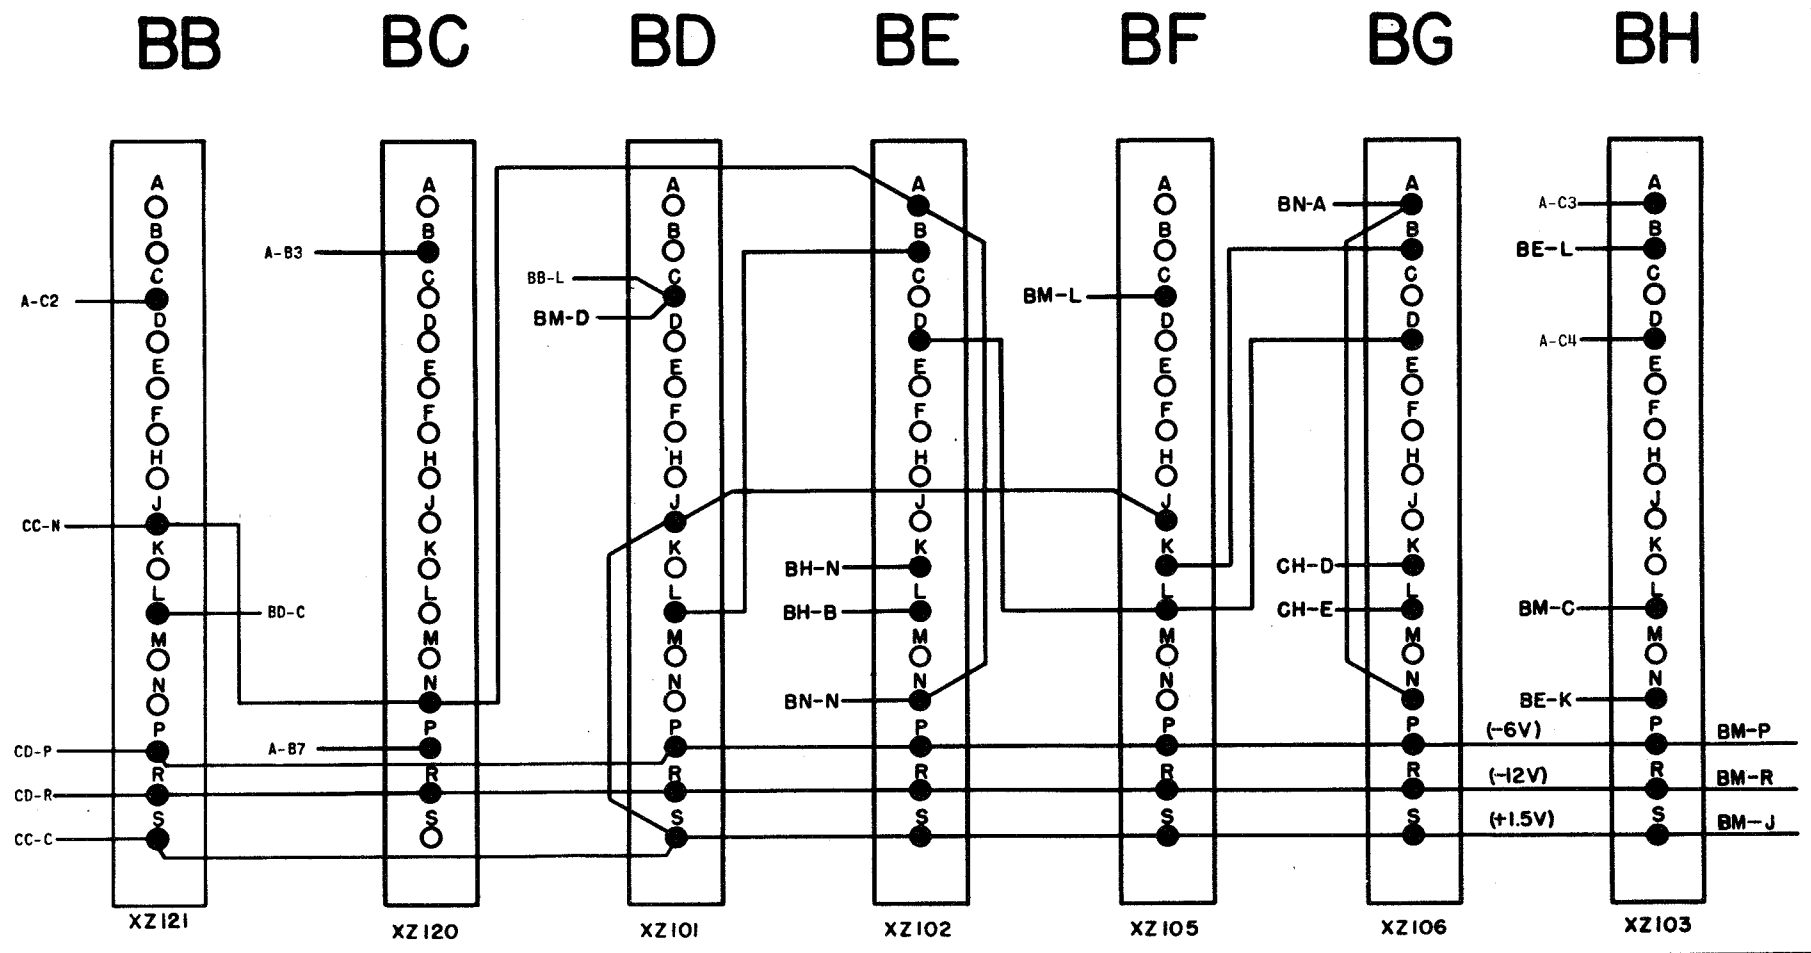 BB BC BD BE BF BG BH
A A A A A A A
BN-A A-C3
B B B B B B B
A-B3 BE-L
C C C C C C C
BB-L
A-C2 BM-L
BM-D
D D D D D D D
A-C4
E E E E E E E
F F F F F F F
H H H H H H H
J J J J J J J
CC-N
K K K K K K K
BH-N CH-D
L L L L L L L
BD-C BH-B CH-E BM-C
M M M M M M M
N N N N N N N
BN-N BE-K
P P P P P P P
(-6V) BM-P
CD-P A-B7
R R R R R R R
(-12V) BM-R
CD-R
S S S S S S S
(+1.5V) BM-J
CC-C
XZ121 XZ120 XZ101 XZ102 XZ105 XZ106 XZ103